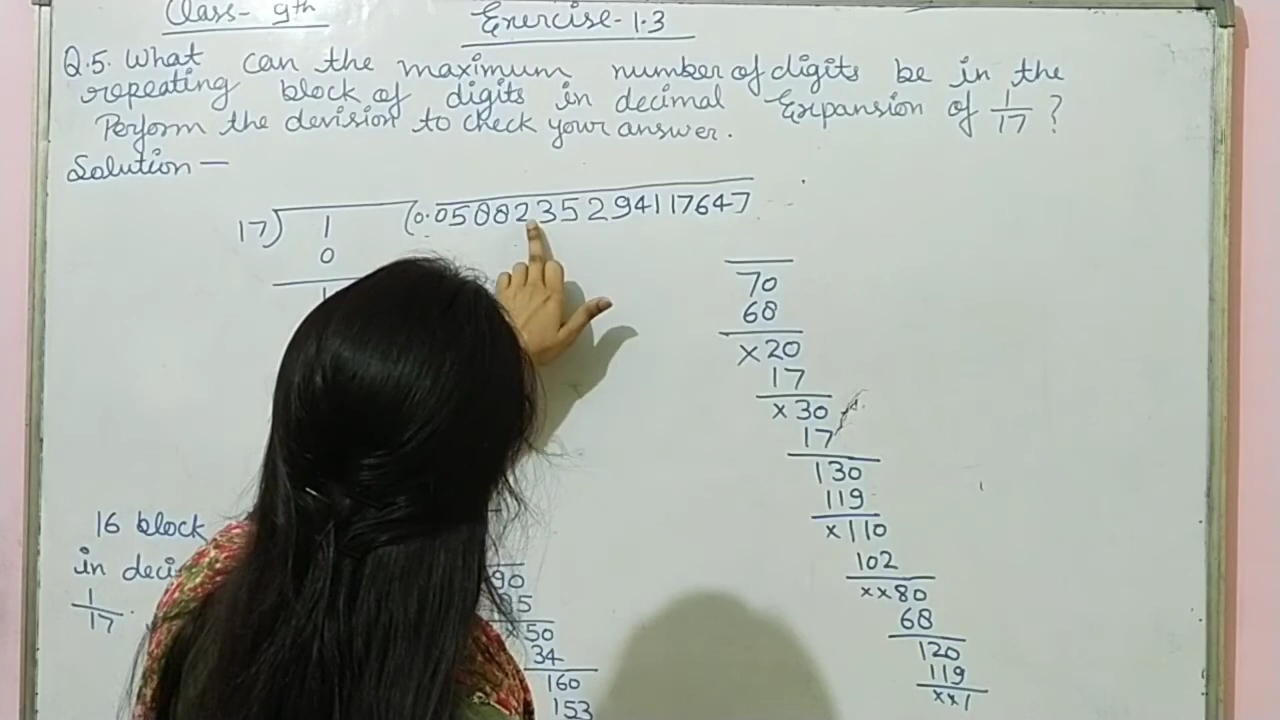 Class- 9th Exercise-1.3
Q.5. What can the maximum number of digits be in the
repeating block of digits in decimal Expansion of 1/17 ?
Perform the devision to check your answer.
Solution —
17) 1 (0.0588235294117647
0
1
70
68
×20
17
×30
17
130
119
×110
102
××80
68
120
119
××1
90
50
34
160
153
16 block
in
1/17.